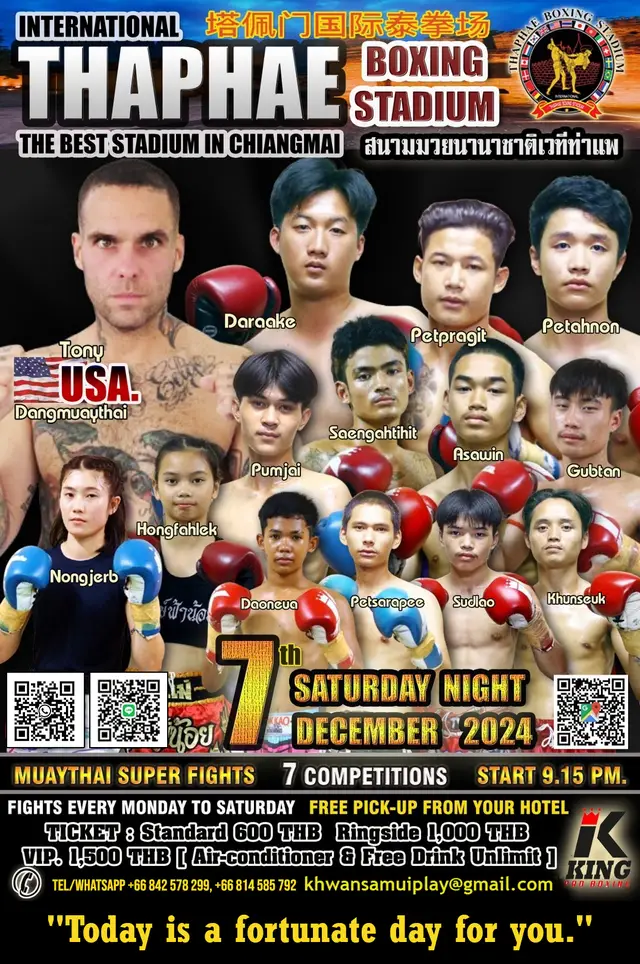 INTERNATIONAL
塔佩门国际泰拳场
THAPHAE
BOXING
STADIUM
THAPHAE BOXING STADIUM
THE BEST STADIUM IN CHIANGMAI
สนามมวยนานาชาติเวทีท่าแพ
Daraake
Petpragit
Petahnon
Tony
USA.
Dangmuaythai
Saengahtihit
Asawin
Pumjai
Gubtan
Hongfahlek
Nongjerb
Daoneua
Petsarapee
Sudlao
Khunseuk
7th
SATURDAY NIGHT
DECEMBER 2024
MUAYTHAI SUPER FIGHTS 7 COMPETITIONS START 9.15 PM.
FIGHTS EVERY MONDAY TO SATURDAY FREE PICK-UP FROM YOUR HOTEL
TICKET : Standard 600 THB Ringside 1,000 THB
VIP. 1,500 THB [ Air-conditioner & Free Drink Unlimit ]
K
KING
PRO BOXING
TEL/WHATSAPP +66 842 578 299, +66 814 585 792 khwansamuiplay@gmail.com
"Today is a fortunate day for you."